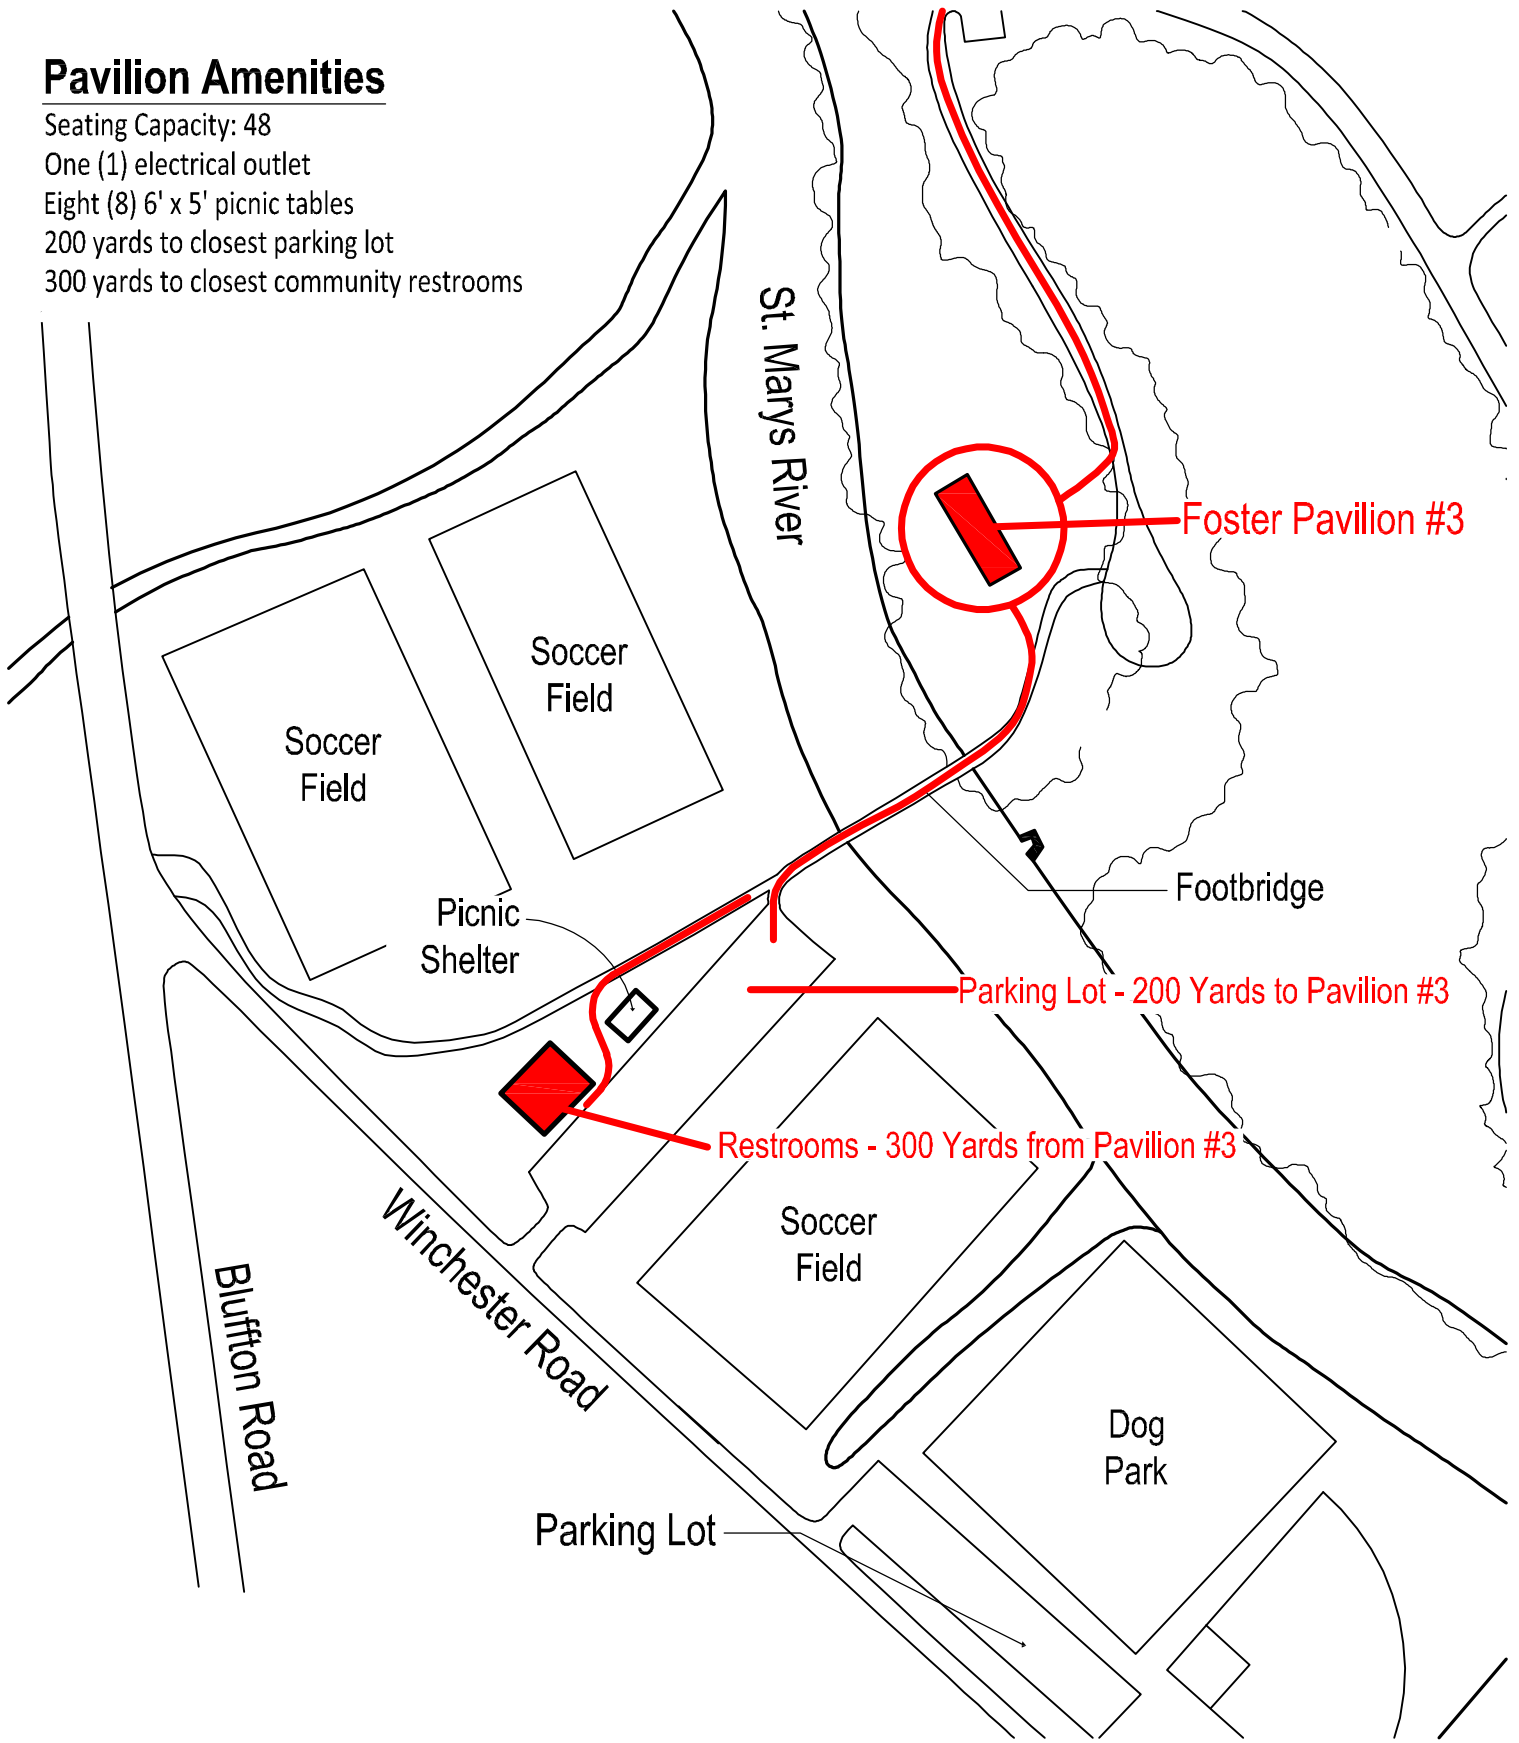 Pavilion Amenities
Seating Capacity: 48
One (1) electrical outlet
Eight (8) 6' x 5' picnic tables
200 yards to closest parking lot
300 yards to closest community restrooms
St. Marys River
Foster Pavilion #3
Soccer
Field
Soccer
Field
Picnic
Shelter
Footbridge
Parking Lot - 200 Yards to Pavilion #3
Restrooms - 300 Yards from Pavilion #3
Soccer
Field
Winchester Road
Bluffton Road
Dog
Park
Parking Lot